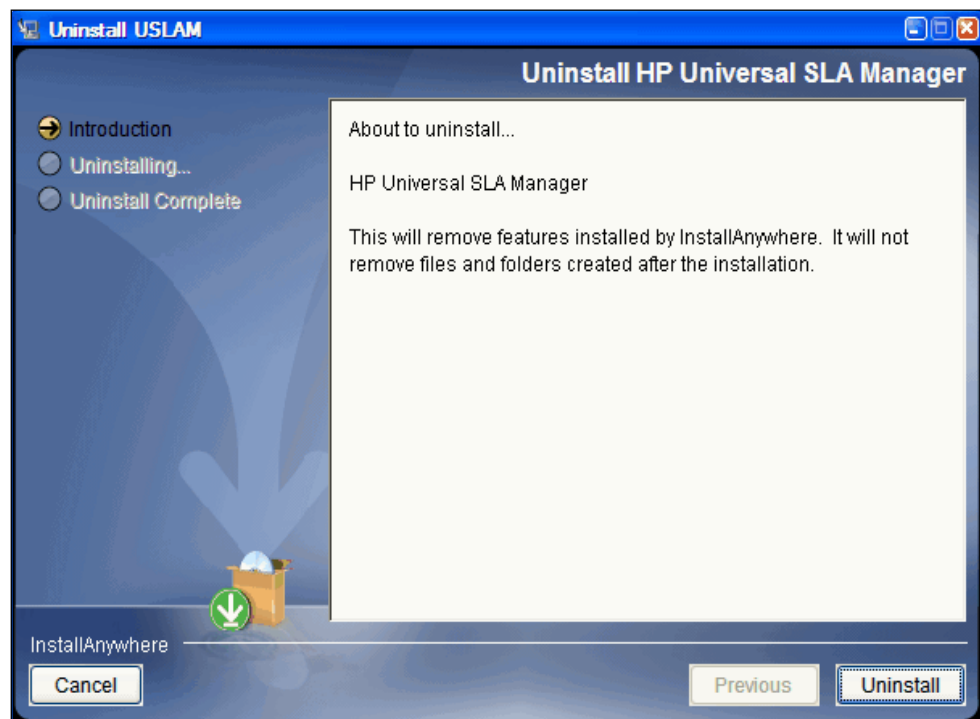 Uninstall USLAM
Uninstall HP Universal SLA Manager
Introduction
Uninstalling...
Uninstall Complete
About to uninstall...
HP Universal SLA Manager
This will remove features installed by InstallAnywhere.  It will not
remove files and folders created after the installation.
InstallAnywhere
Cancel
Previous
Uninstall